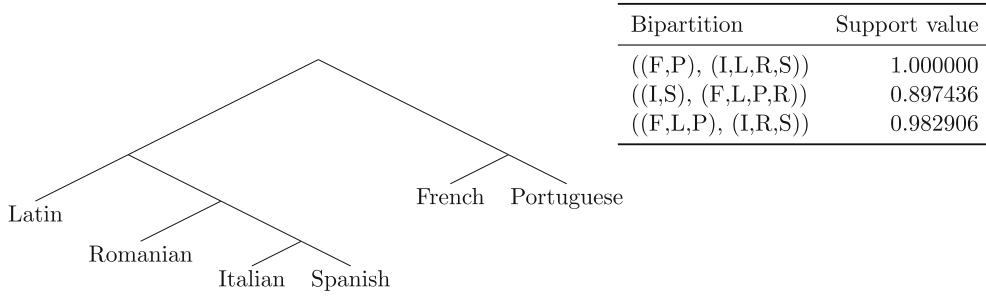 Bipartition Support value
((F,P), (I,L,R,S)) 1.000000
((I,S), (F,L,P,R)) 0.897436
((F,L,P), (I,R,S)) 0.982906
French Portuguese
Latin
Romanian
Italian Spanish